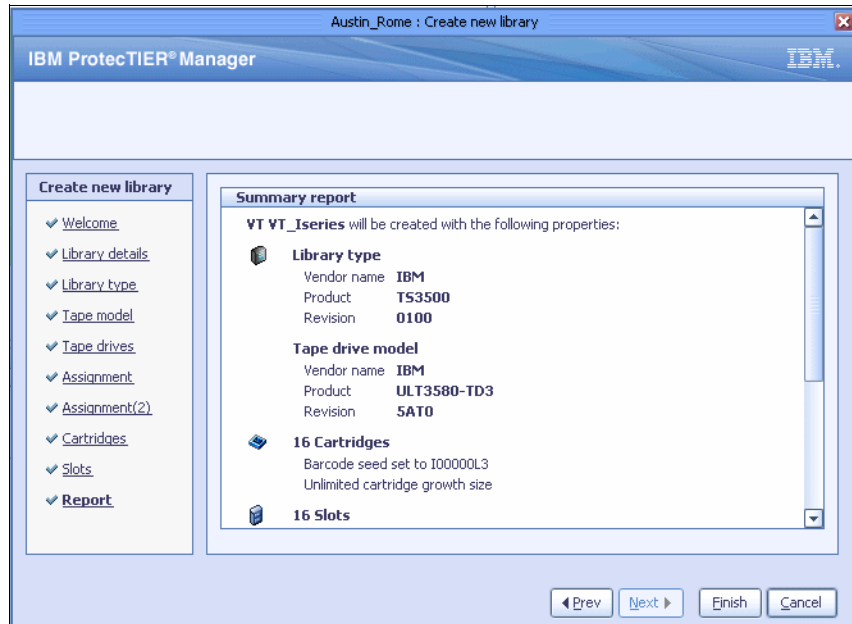 Austin_Rome : Create new library
IBM ProtecTIER® Manager
IBM.
Create new library
Welcome
Library details
Library type
Tape model
Tape drives
Assignment
Assignment(2)
Cartridges
Slots
Report
Summary report
VT VT_Iseries will be created with the following properties:
Library type
Vendor name IBM
Product TS3500
Revision 0100
Tape drive model
Vendor name IBM
Product ULT3580-TD3
Revision 5AT0
16 Cartridges
Barcode seed set to I00000L3
Unlimited cartridge growth size
16 Slots
Prev Next Finish Cancel